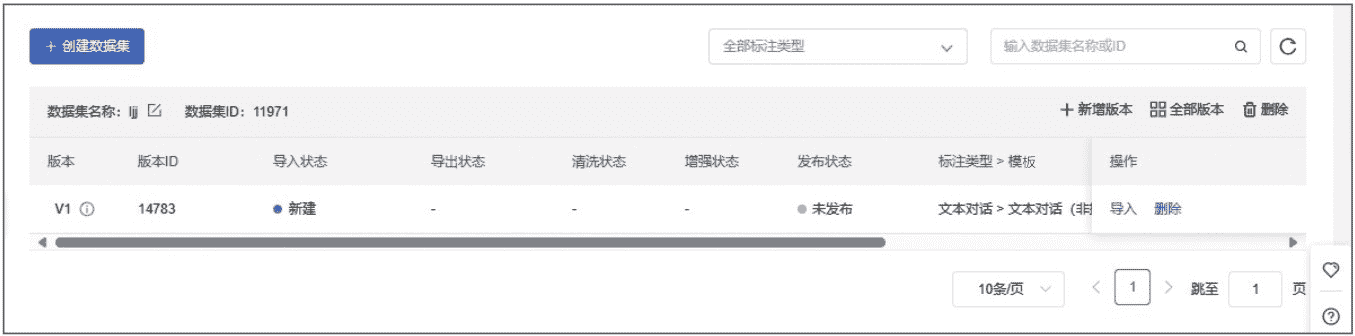 + 创建数据集 全部标注类型 输入数据集名称或ID
数据集名称: ljj 数据集ID: 11971 +新增版本 全部版本 删除
版本 版本ID 导入状态 导出状态 清洗状态 增强状态 发布状态 标注类型 > 模板 操作
V1 14783 新建 - - - 未发布 文本对话 > 文本对话（非 导入 删除
10条/页 < 1 > 跳至 1 页